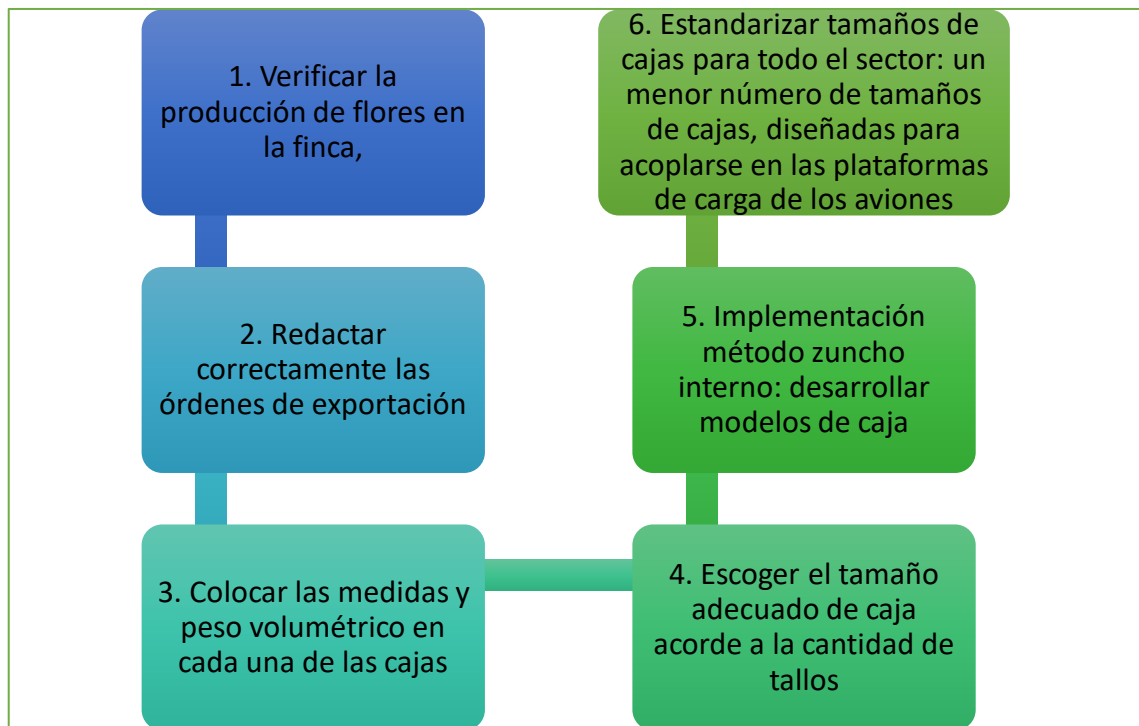 1. Verificar la
producción de flores en
la finca,
2. Redactar
correctamente las
órdenes de exportación
3. Colocar las medidas y
peso volumétrico en
cada una de las cajas
4. Escoger el tamaño
adecuado de caja
acorde a la cantidad de
tallos
5. Implementación
método zuncho
interno: desarrollar
modelos de caja
6. Estandarizar tamaños de
cajas para todo el sector: un
menor número de tamaños
de cajas, diseñadas para
acoplarse en las plataformas
de carga de los aviones